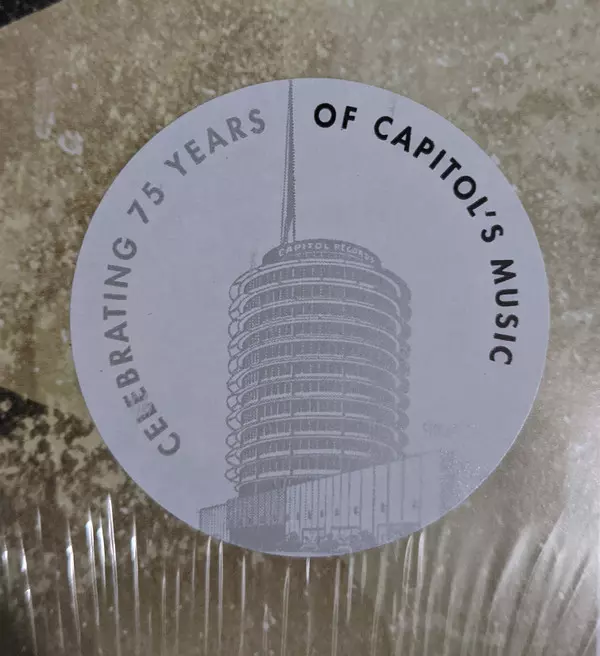 CELEBRATING 75 YEARS OF CAPITOL'S MUSIC
CAPITOL RECORDS